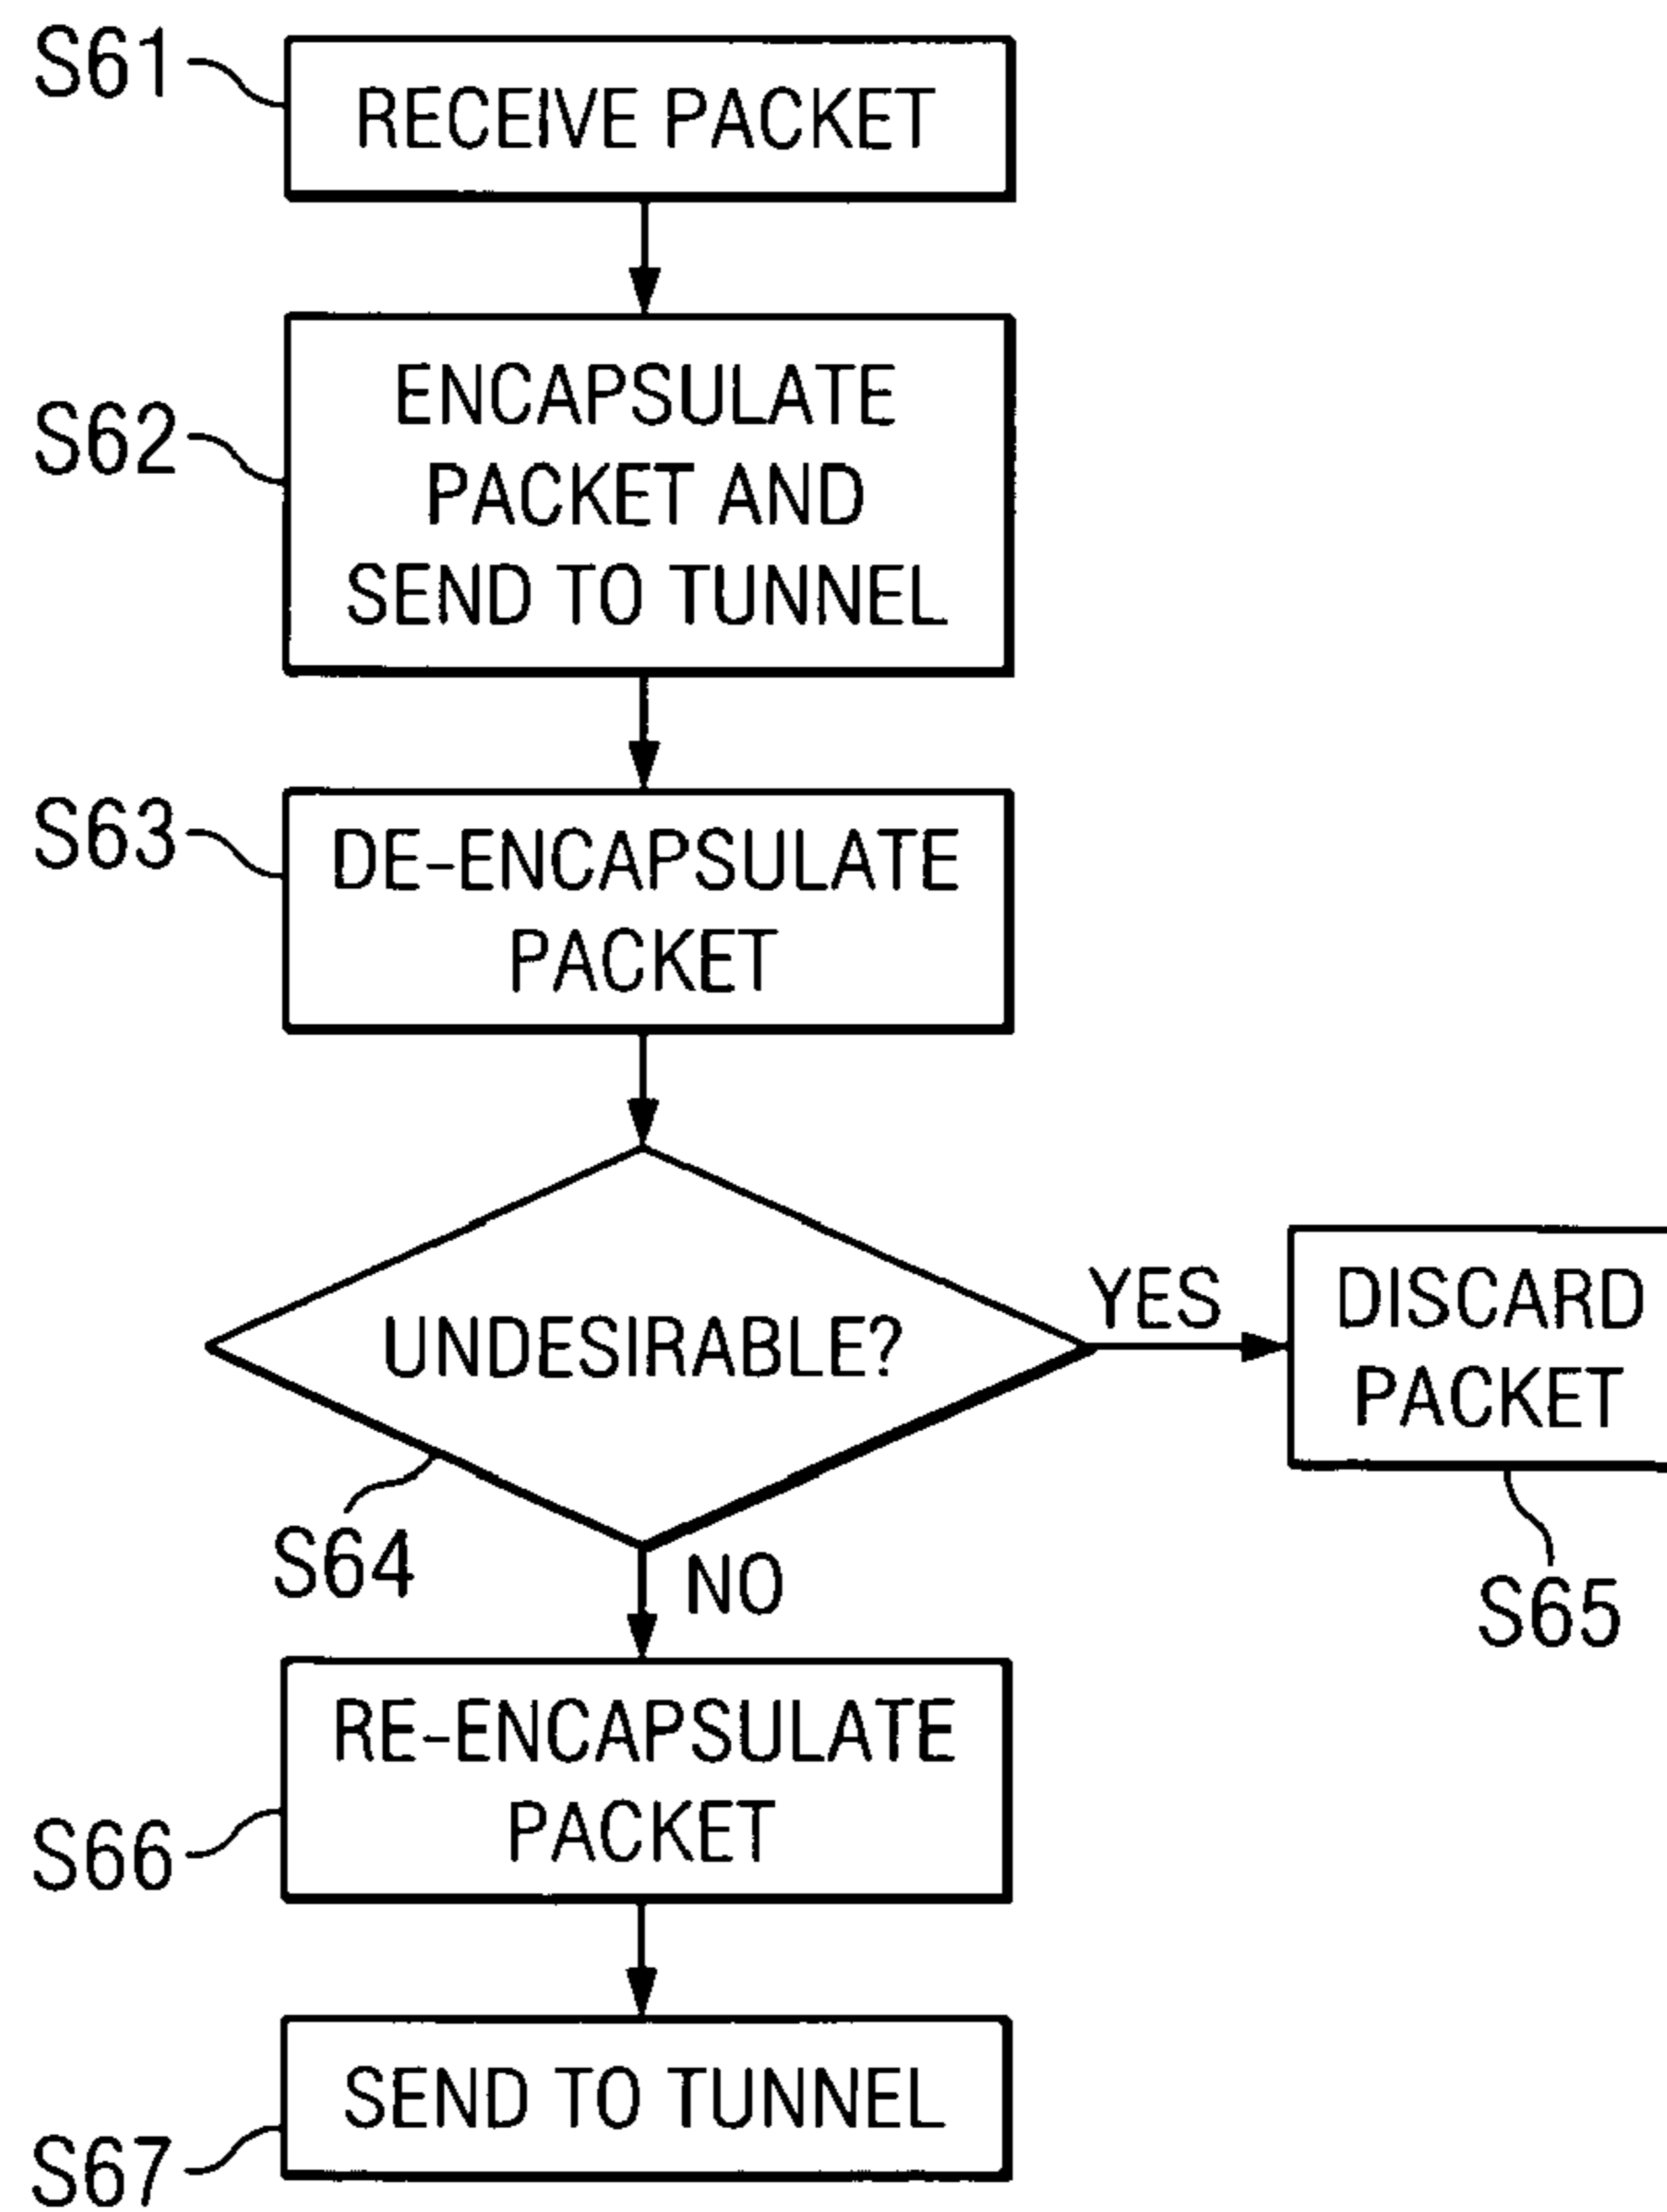 S61
RECEIVE PACKET
S62
ENCAPSULATE
PACKET AND
SEND TO TUNNEL
S63
DE-ENCAPSULATE
PACKET
UNDESIRABLE?
YES
DISCARD
PACKET
S64
NO
S65
RE-ENCAPSULATE
PACKET
S66
SEND TO TUNNEL
S67